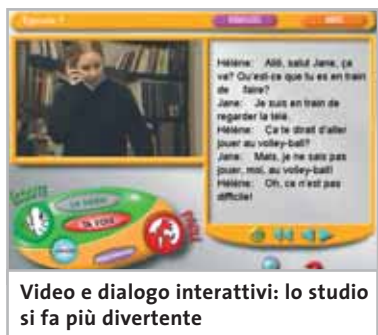 Episode 1
Hélène: Allô, salut Jane, ça
va? Qu'est-ce que tu es en train
de faire?
Jane: Je suis en train de
regarder la télé.
Hélène: Ça te dirait d'aller
jouer au volley-ball?
Jane: Mais, je ne sais pas
jouer, moi, au volley-ball!
Hélène: Oh, ce n'est pas
difficile!
TA VOIX
Video e dialogo interattivi: lo studio
si fa più divertente